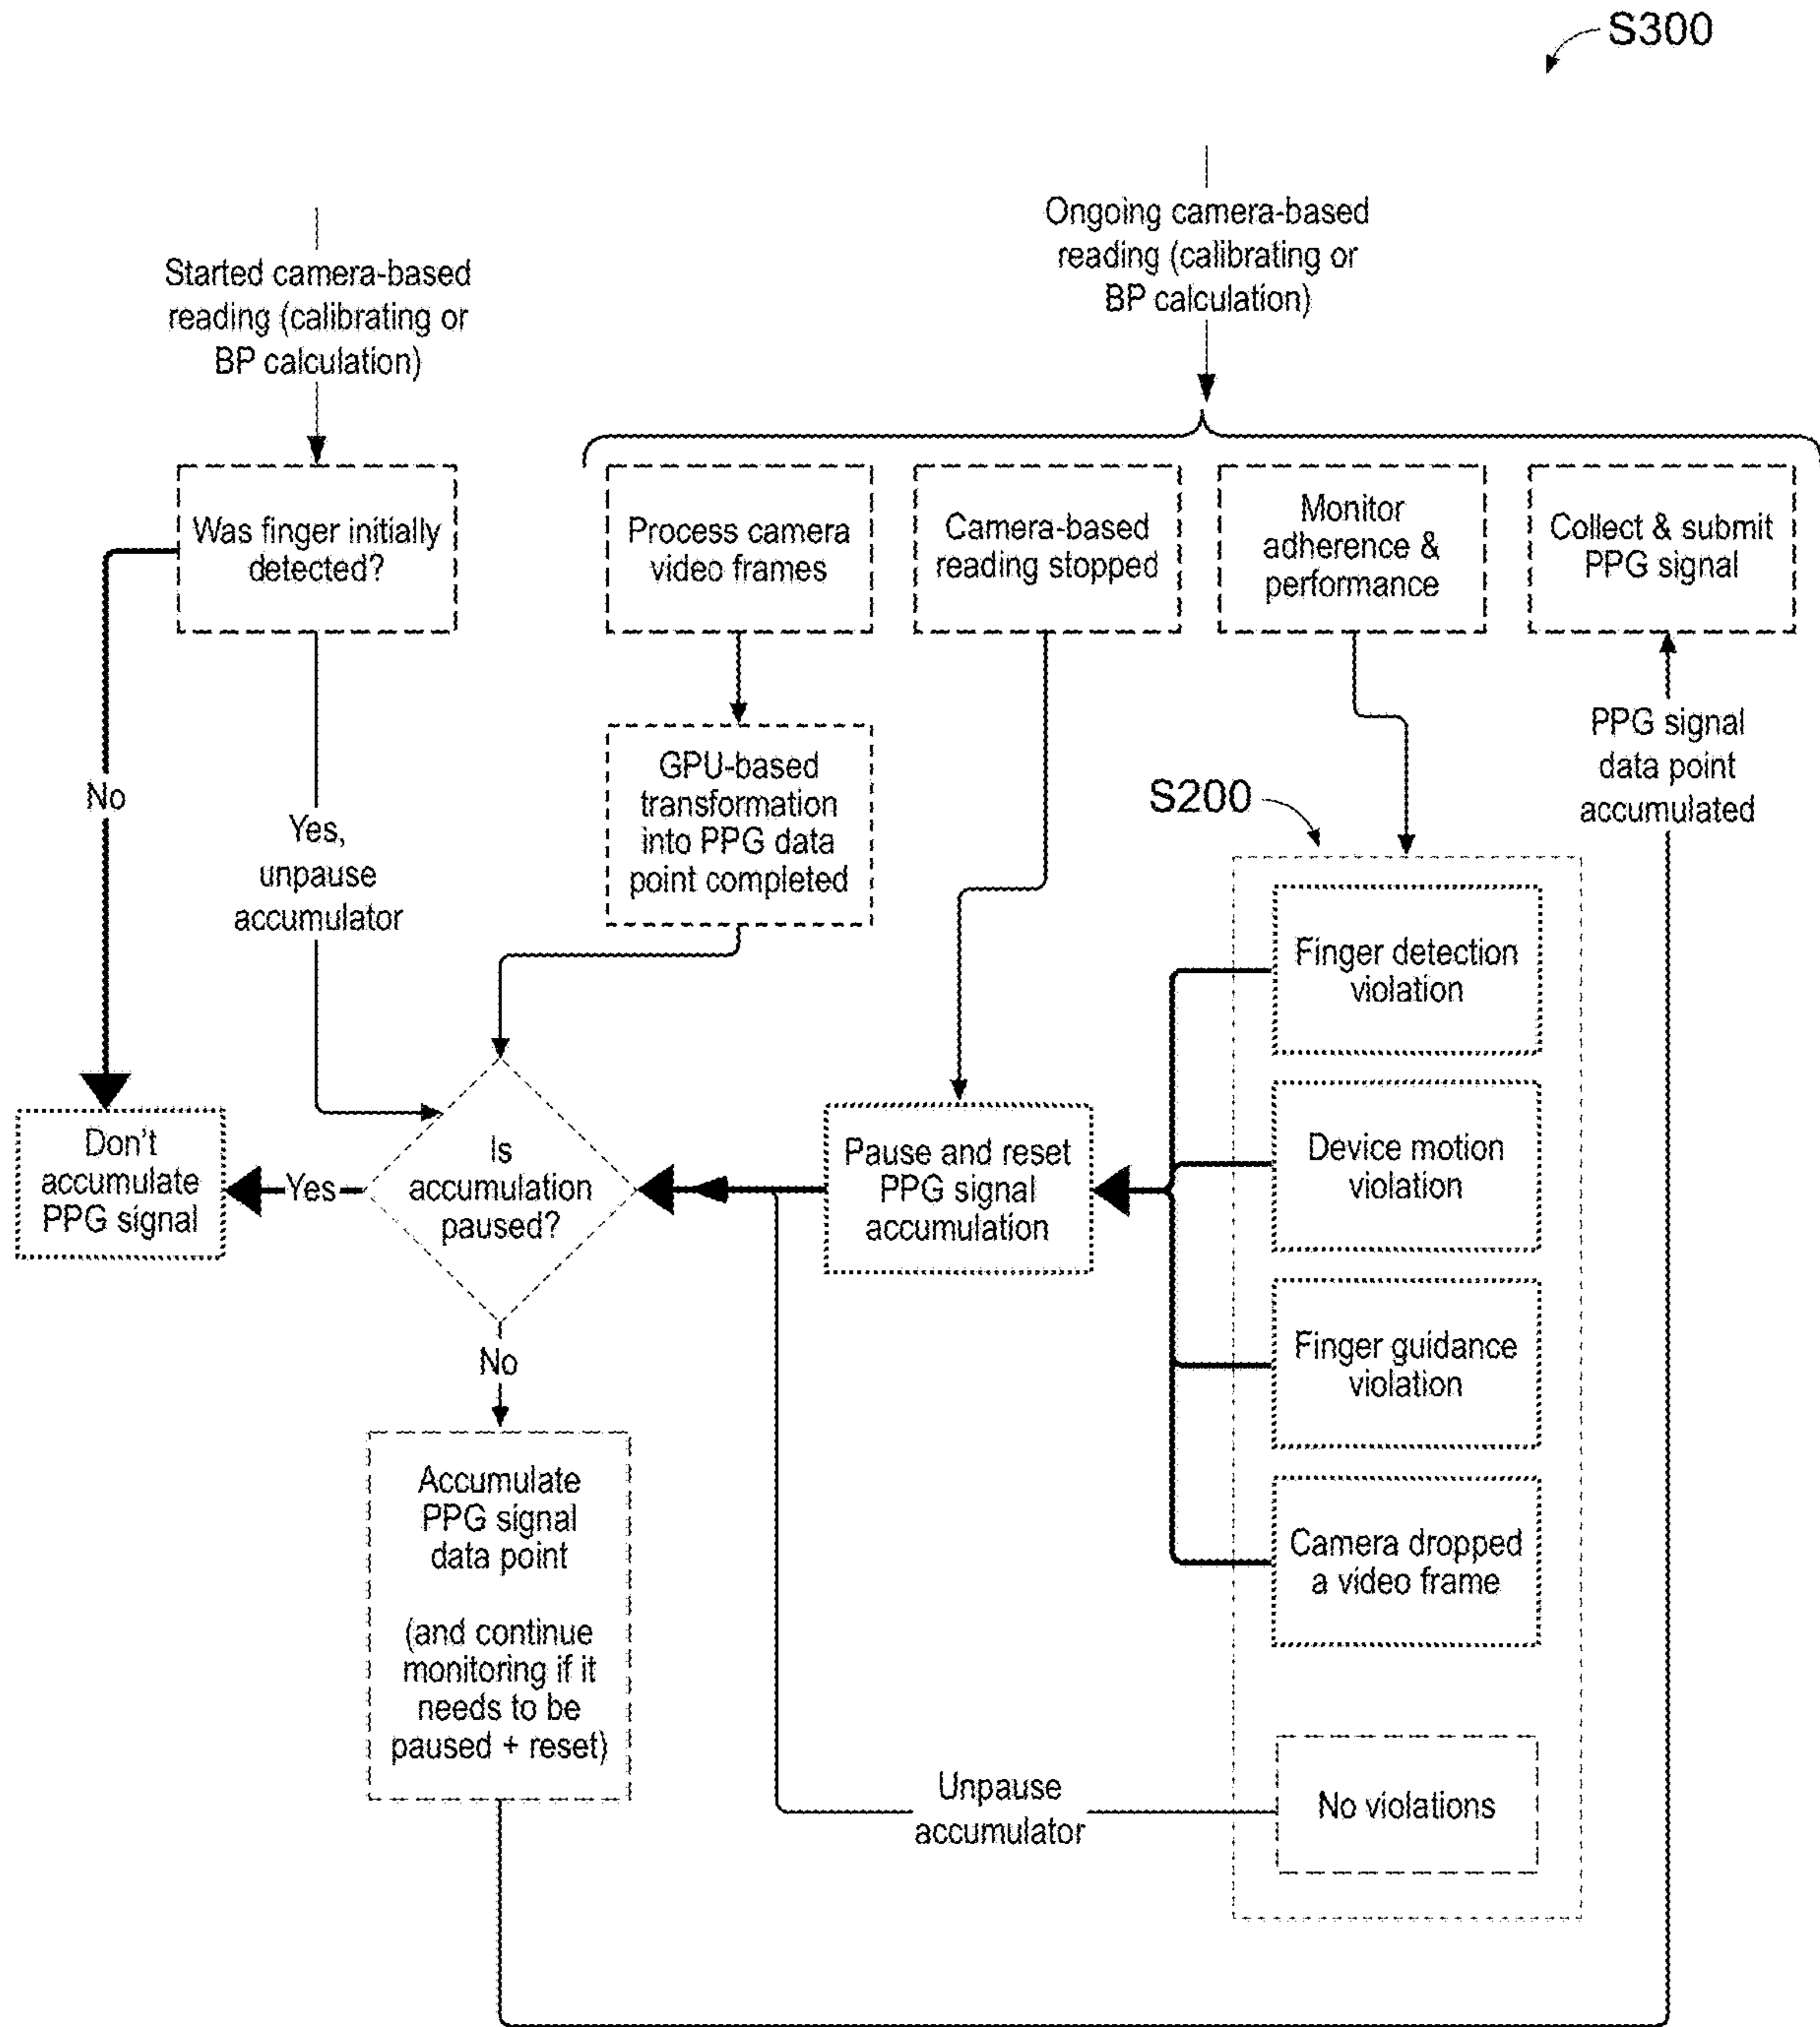 S300
Started camera-based
reading (calibrating or
BP calculation)
Ongoing camera-based
reading (calibrating or
BP calculation)
Was finger initially
detected?
Process camera
video frames
Camera-based
reading stopped
Monitor
adherence &
performance
Collect & submit
PPG signal
No
Yes,
unpause
accumulator
GPU-based
transformation
into PPG data
point completed
S200
PPG signal
data point
accumulated
Finger detection
violation
Don't
accumulate
PPG signal
Yes
Is
accumulation
paused?
Pause and reset
PPG signal
accumulation
Device motion
violation
Finger guidance
violation
No
Accumulate
PPG signal
data point
(and continue
monitoring if it
needs to be
paused + reset)
Camera dropped
a video frame
Unpause
accumulator
No violations